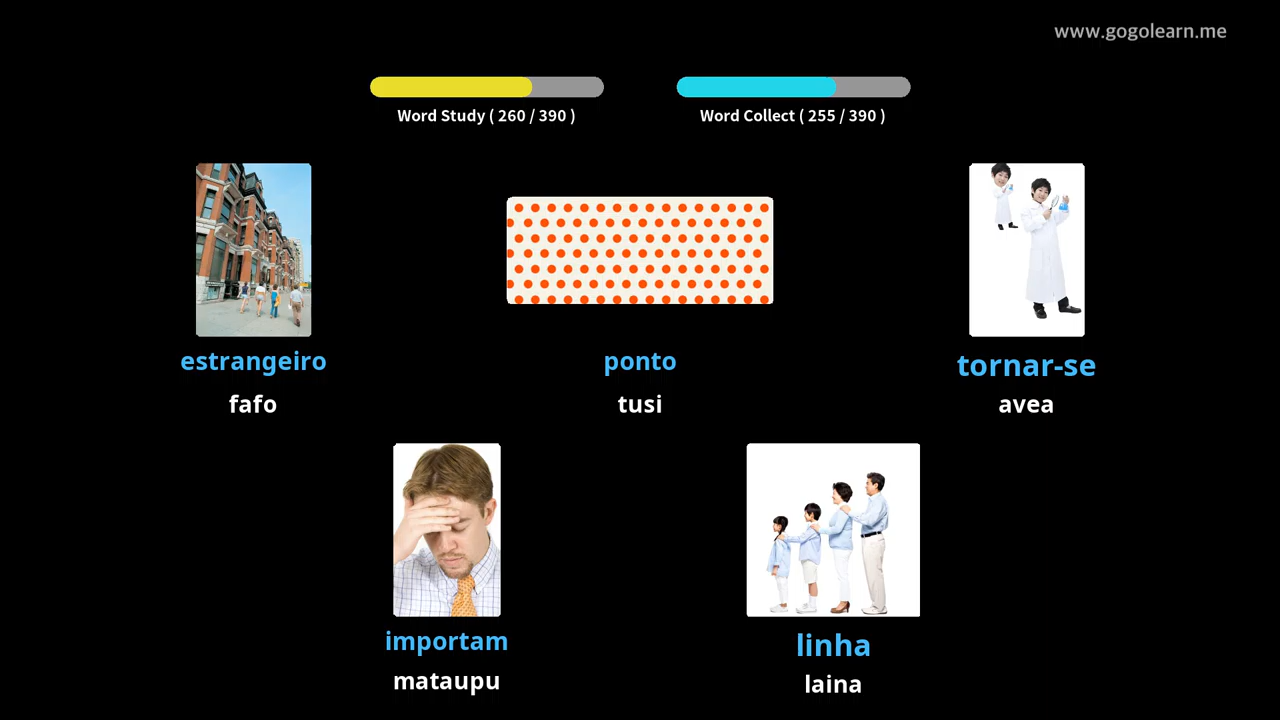 www.gogolearn.me
Word Study ( 260 / 390 )
Word Collect ( 255 / 390 )
estrangeiro
fafo
ponto
tusi
tornar-se
avea
importam
mataupu
linha
laina